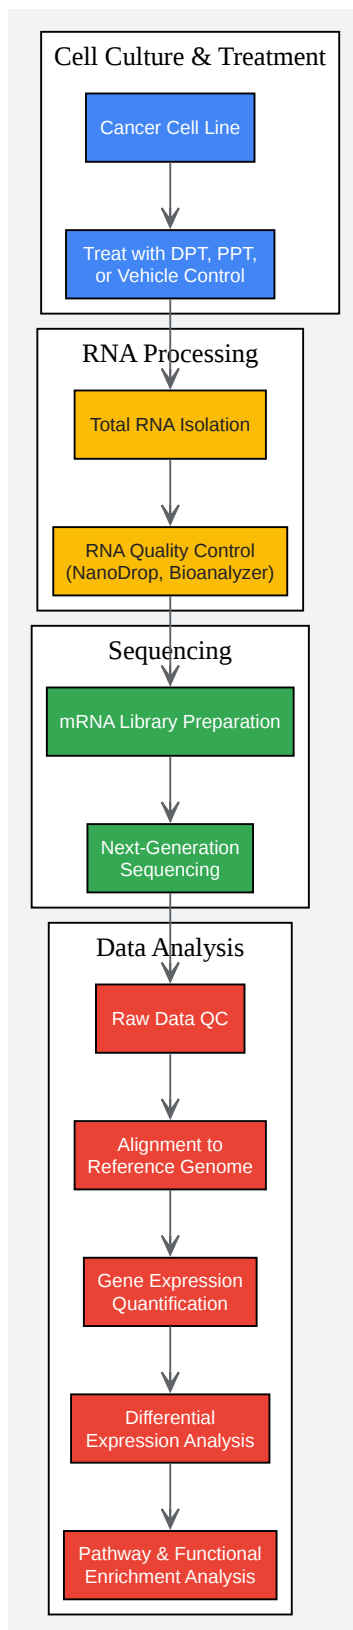 Cell Culture & Treatment
Cancer Cell Line
Treat with DPT, PPT,
or Vehicle Control
RNA Processing
Total RNA Isolation
RNA Quality Control
(NanoDrop, Bioanalyzer)
Sequencing
mRNA Library Preparation
Next-Generation
Sequencing
Data Analysis
Raw Data QC
Alignment to
Reference Genome
Gene Expression
Quantification
Differential
Expression Analysis
Pathway & Functional
Enrichment Analysis